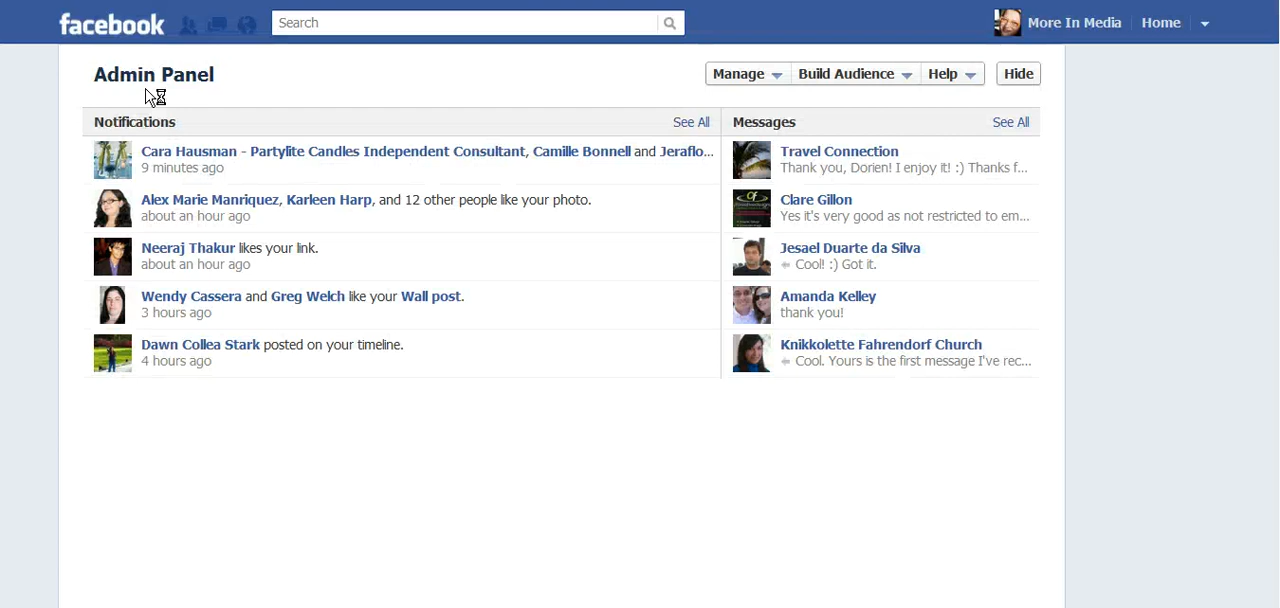 facebook
Search
More In Media
Home
Admin Panel
Manage
Build Audience
Help
Hide
Notifications
See All
Messages
See All
Cara Hausman - Partylite Candles Independent Consultant, Camille Bonnell and Jeraflo...
9 minutes ago
Alex Marie Manriquez, Karleen Harp, and 12 other people like your photo.
about an hour ago
Neeraj Thakur likes your link.
about an hour ago
Wendy Cassera and Greg Welch like your Wall post.
3 hours ago
Dawn Collea Stark posted on your timeline.
4 hours ago
Travel Connection
Thank you, Dorien! I enjoy it! :) Thanks f...
Clare Gillon
Yes it's very good as not restricted to em...
Jesael Duarte da Silva
Cool! :) Got it.
Amanda Kelley
thank you!
Knikkolette Fahrendorf Church
Cool. Yours is the first message I've rec...